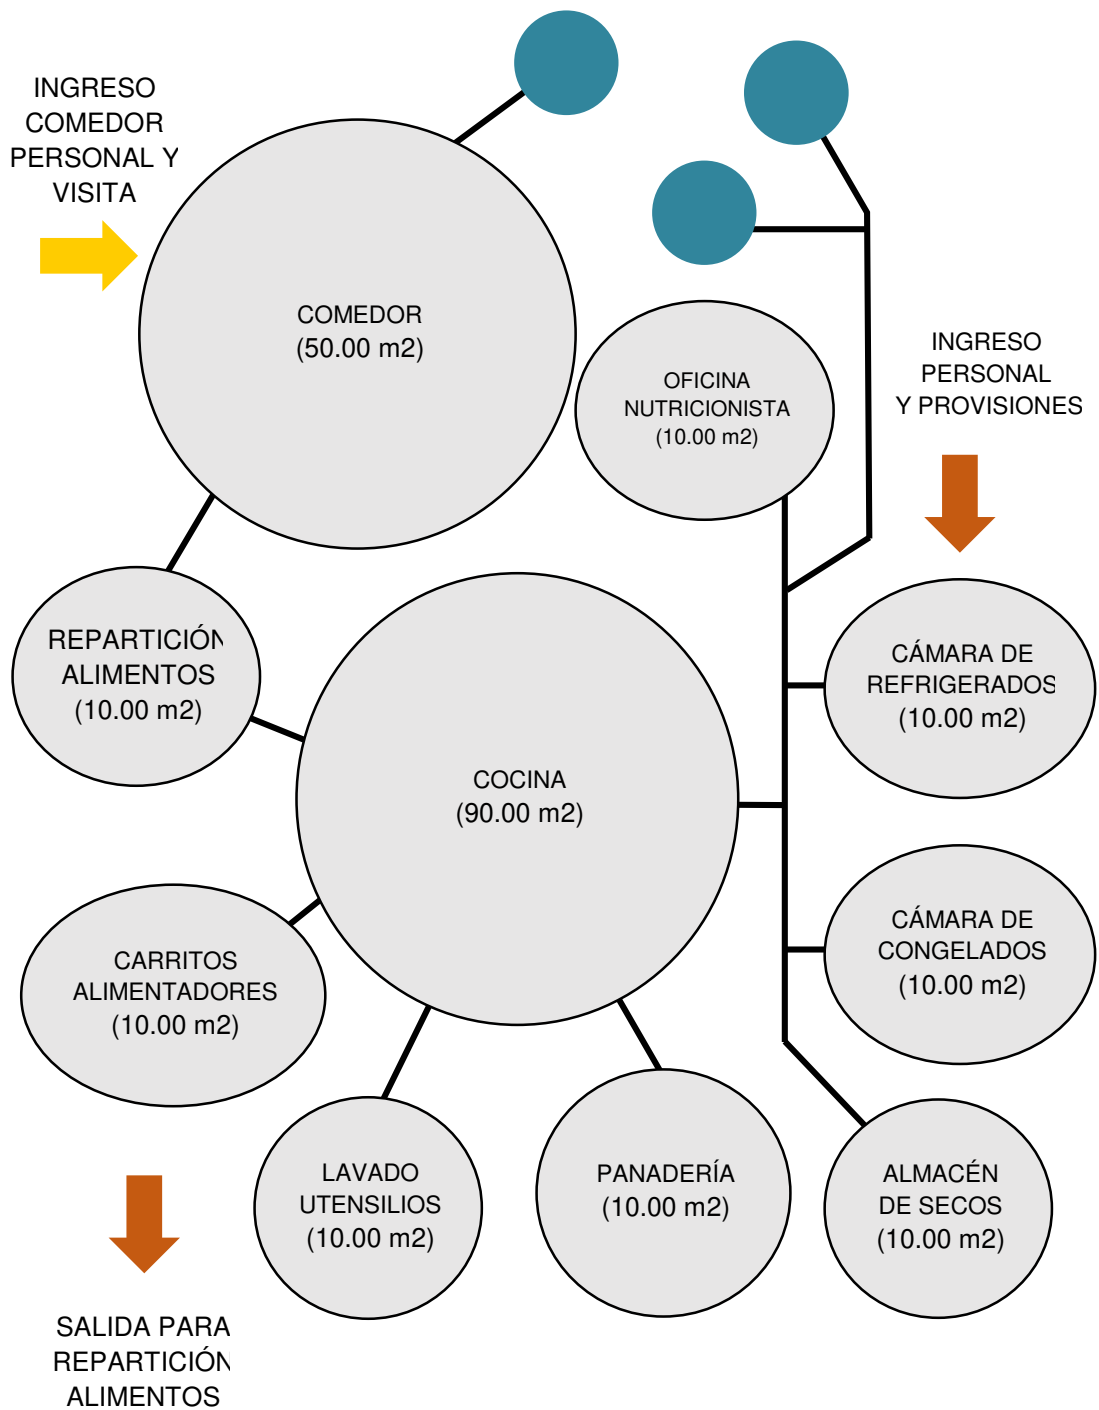 INGRESO
COMEDOR
PERSONAL Y
VISITA
COMEDOR
(50.00 m2)
OFICINA
NUTRICIONISTA
(10.00 m2)
INGRESO
PERSONAL
Y PROVISIONES
REPARTICIÓN
ALIMENTOS
(10.00 m2)
CÁMARA DE
REFRIGERADOS
(10.00 m2)
COCINA
(90.00 m2)
CARRITOS
ALIMENTADORES
(10.00 m2)
CÁMARA DE
CONGELADOS
(10.00 m2)
LAVADO
UTENSILIOS
(10.00 m2)
PANADERÍA
(10.00 m2)
ALMACÉN
DE SECOS
(10.00 m2)
SALIDA PARA
REPARTICIÓN
ALIMENTOS